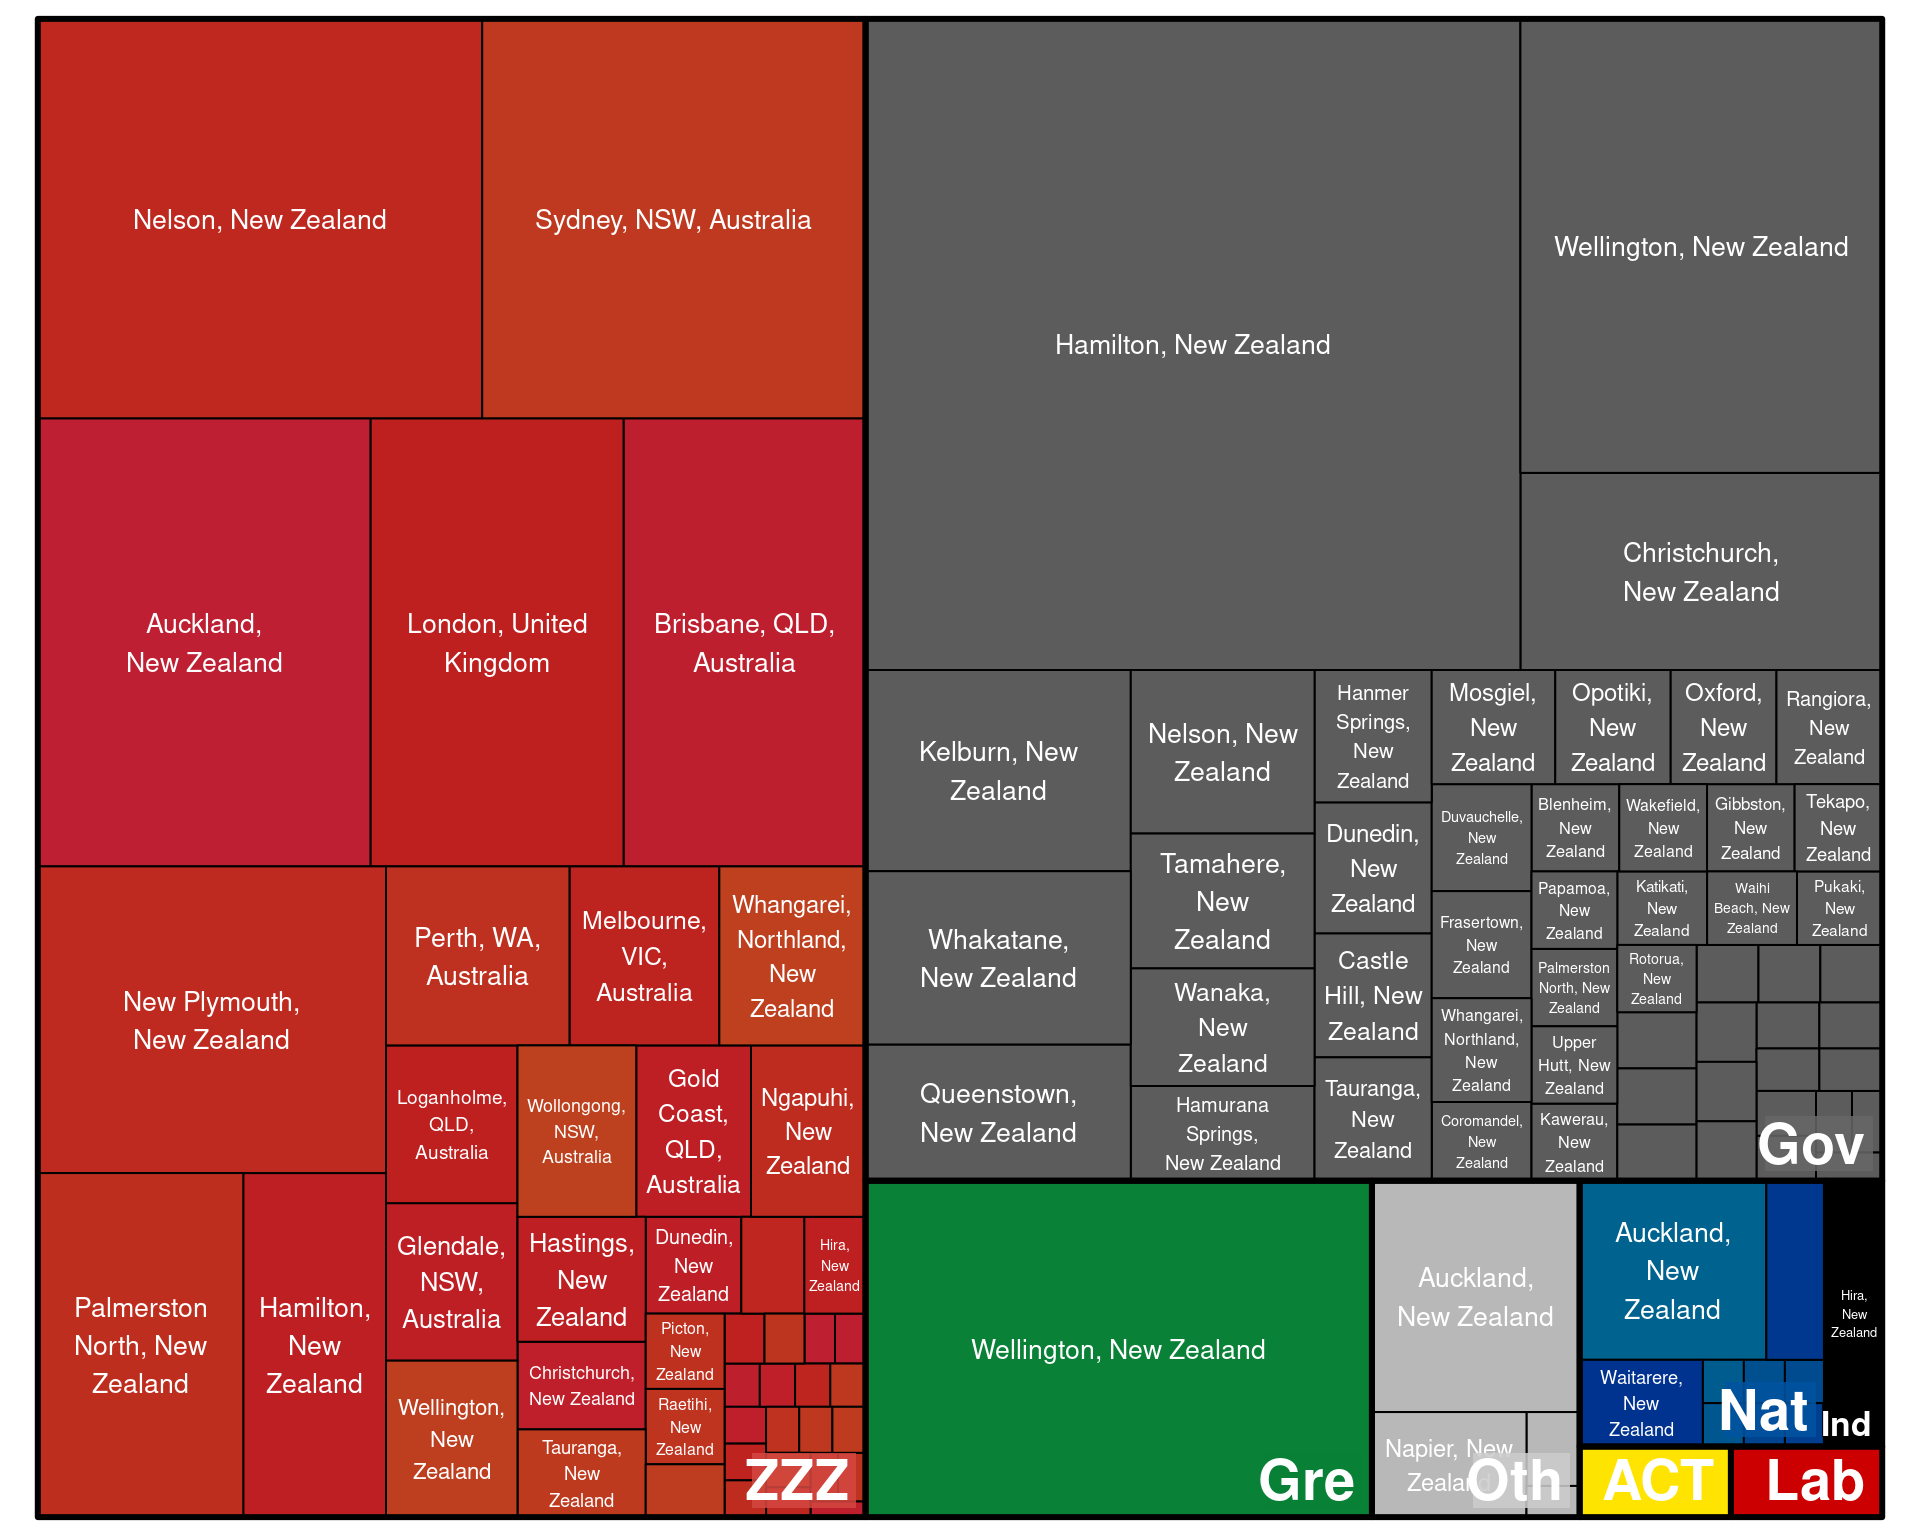 Nelson, New Zealand
Sydney, NSW, Australia
Auckland,
New Zealand
London, United
Kingdom
Brisbane, QLD,
Australia
New Plymouth,
New Zealand
Perth, WA,
Australia
Melbourne,
VIC,
Australia
Whangarei,
Northland,
New
Zealand
Loganholme,
QLD,
Australia
Wollongong,
NSW,
Australia
Gold
Coast,
QLD,
Australia
Ngapuhi,
New
Zealand
Palmerston
North, New
Zealand
Hamilton,
New
Zealand
Glendale,
NSW,
Australia
Wellington,
New
Zealand
Hastings,
New
Zealand
Christchurch,
New Zealand
Tauranga,
New
Zealand
Dunedin,
New
Zealand
Hira,
New
Zealand
Picton,
New
Zealand
Raetihi,
New
Zealand
ZZZ
Hamilton, New Zealand
Wellington, New Zealand
Christchurch,
New Zealand
Kelburn, New
Zealand
Whakatane,
New Zealand
Queenstown,
New Zealand
Nelson, New
Zealand
Tamahere,
New
Zealand
Wanaka,
New
Zealand
Hamurana
Springs,
New Zealand
Hanmer
Springs,
New
Zealand
Dunedin,
New
Zealand
Castle
Hill, New
Zealand
Tauranga,
New
Zealand
Mosgiel,
New
Zealand
Opotiki,
New
Zealand
Oxford,
New
Zealand
Rangiora,
New
Zealand
Duvauchelle,
New
Zealand
Frasertown,
New
Zealand
Whangarei,
Northland,
New
Zealand
Coromandel,
New
Zealand
Blenheim,
New
Zealand
Wakefield,
New
Zealand
Gibbston,
New
Zealand
Tekapo,
New
Zealand
Papamoa,
New
Zealand
Katikati,
New
Zealand
Waihi
Beach, New
Zealand
Pukaki,
New
Zealand
Palmerston
North, New
Zealand
Rotorua,
New
Zealand
Upper
Hutt, New
Zealand
Kawerau,
New
Zealand
Gov
Wellington, New Zealand
Gre
Auckland,
New Zealand
Napier, New
Zealand
Oth
Auckland,
New
Zealand
Waitarere,
New
Zealand
Nat
Hira,
New
Zealand
Ind
ACT
Lab